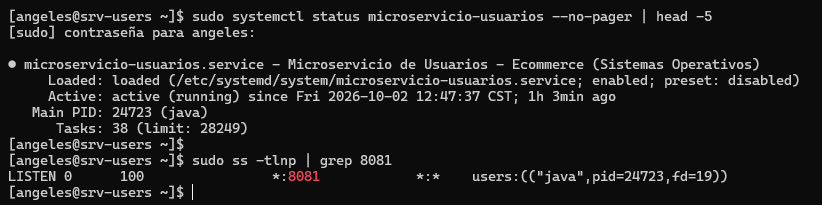 [angeles@srv-users ~]$ sudo systemctl status microservicio-usuarios --no-pager | head -5
[sudo] contraseña para angeles:
● microservicio-usuarios.service - Microservicio de Usuarios - Ecommerce (Sistemas Operativos)
     Loaded: loaded (/etc/systemd/system/microservicio-usuarios.service; enabled; preset: disabled)
     Active: active (running) since Fri 2026-10-02 12:47:37 CST; 1h 3min ago
   Main PID: 24723 (java)
      Tasks: 38 (limit: 28249)
[angeles@srv-users ~]$
[angeles@srv-users ~]$ sudo ss -tlnp | grep 8081
LISTEN 0      100                *:8081            *:*    users:(("java",pid=24723,fd=19))
[angeles@srv-users ~]$